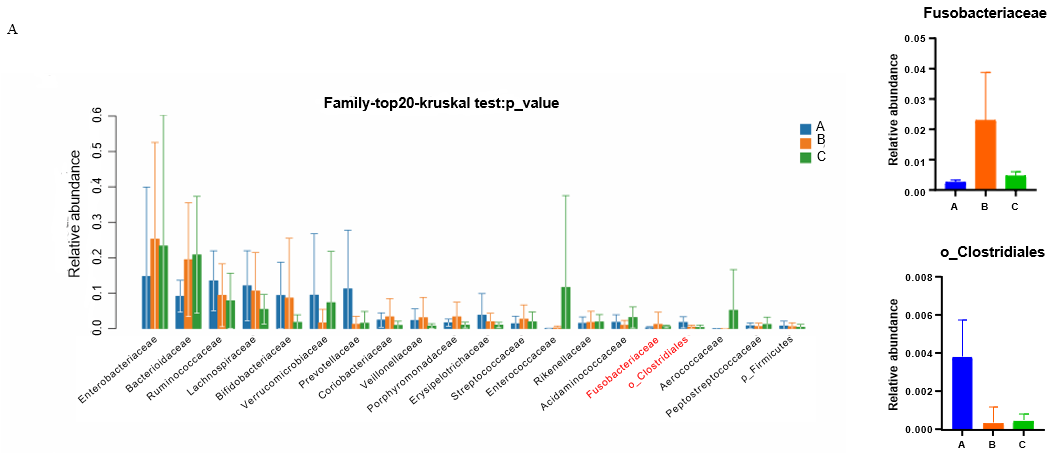 A
Family-top20-kruskal test:p_value
Relative abundance
0.6
0.5
0.4
0.3
0.2
0.1
0.0
A
B
C
Enterobacteriaceae
Bacterioidaceae
Ruminococcaceae
Lachnospiraceae
Bifidobacteriaceae
Verrucomicrobiaceae
Prevotellaceae
Coriobacteriaceae
Veillonellaceae
Porphyromonadaceae
Erysipelotrichaceae
Streptococcaceae
Enterococcaceae
Rikenellaceae
Acidaminococcaceae
Fusobacteriaceae
o_Clostridiales
Aerococcaceae
Peptostreptococcaceae
p_Firmicutes
Fusobacteriaceae
Relative abundance
0.05
0.04
0.03
0.02
0.01
0.00
A B C
o_Clostridiales
Relative abundance
0.008
0.006
0.004
0.002
0.000
A B C